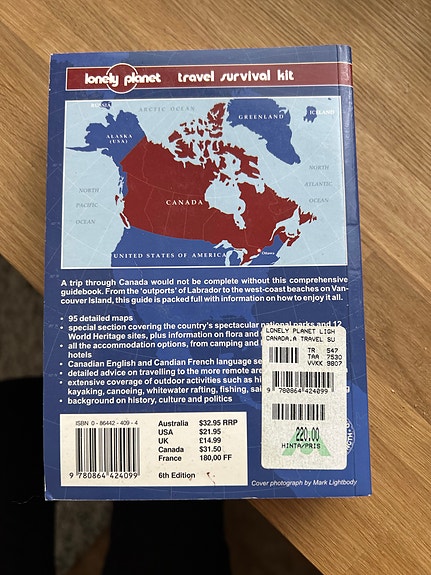 lonely planet travel survival kit
RUSSIA
ARCTIC OCEAN
GREENLAND
ICELAND
ALASKA
(USA)
NORTH
PACIFIC
OCEAN
CANADA
NORTH
ATLANTIC
OCEAN
UNITED STATES OF AMERICA
Ottawa
A trip through Canada would not be complete without this comprehensive
guidebook. From the 'outports' of Labrador to the west-coast beaches on Van-
couver Island, this guide is packed full with information on how to enjoy it all.
• 95 detailed maps
• special section covering the country's spectacular national parks and 12
World Heritage sites, plus information on flora and
• all the accommodation options, from camping and
hotels
• Canadian English and Candian French language
• detailed advice on travelling to the more remote
• extensive coverage of outdoor activities such as
kayaking, canoeing, whitewater rafting, fishing,
• background on history, culture and politics
LONELY PLANET LIGH
CANADA,A TRAVEL SU
TR 547
TAA 7530
VVKK 9807
9 780864 424099
220,00
HINTA/PRIS
ISBN 0 - 86442 - 409 - 4
9 780864 424099
Australia $32.95 RRP
USA $21.95
UK £14.99
Canada $31.50
France 180,00 FF
6th Edition
Cover photograph by Mark Lightbody